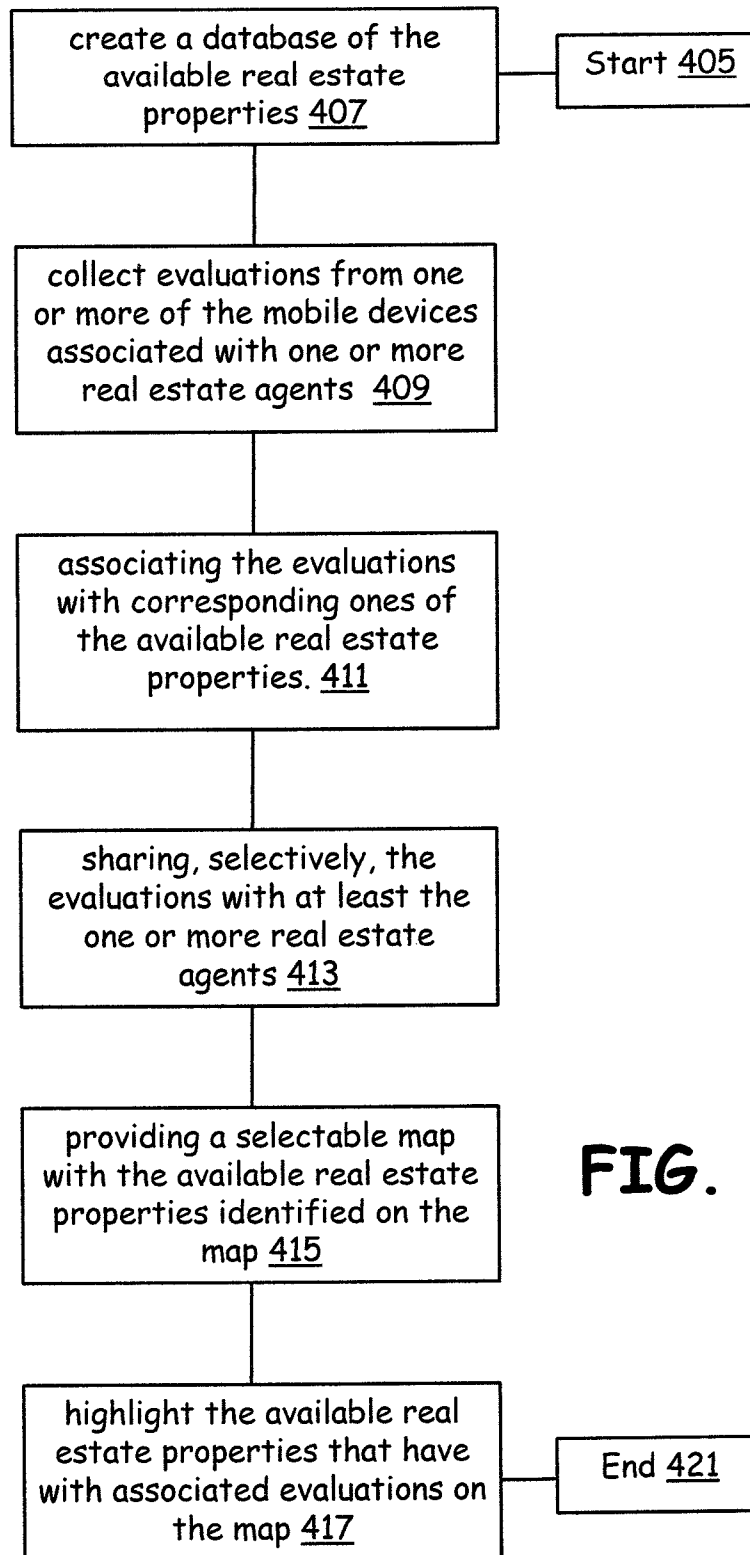 create a database of the
available real estate
properties 407
Start 405
collect evaluations from one
or more of the mobile devices
associated with one or more
real estate agents 409
associating the evaluations
with corresponding ones of
the available real estate
properties. 411
sharing, selectively, the
evaluations with at least the
one or more real estate
agents 413
providing a selectable map
with the available real estate
properties identified on the
map 415
FIG.
highlight the available real
estate properties that have
with associated evaluations on
the map 417
End 421